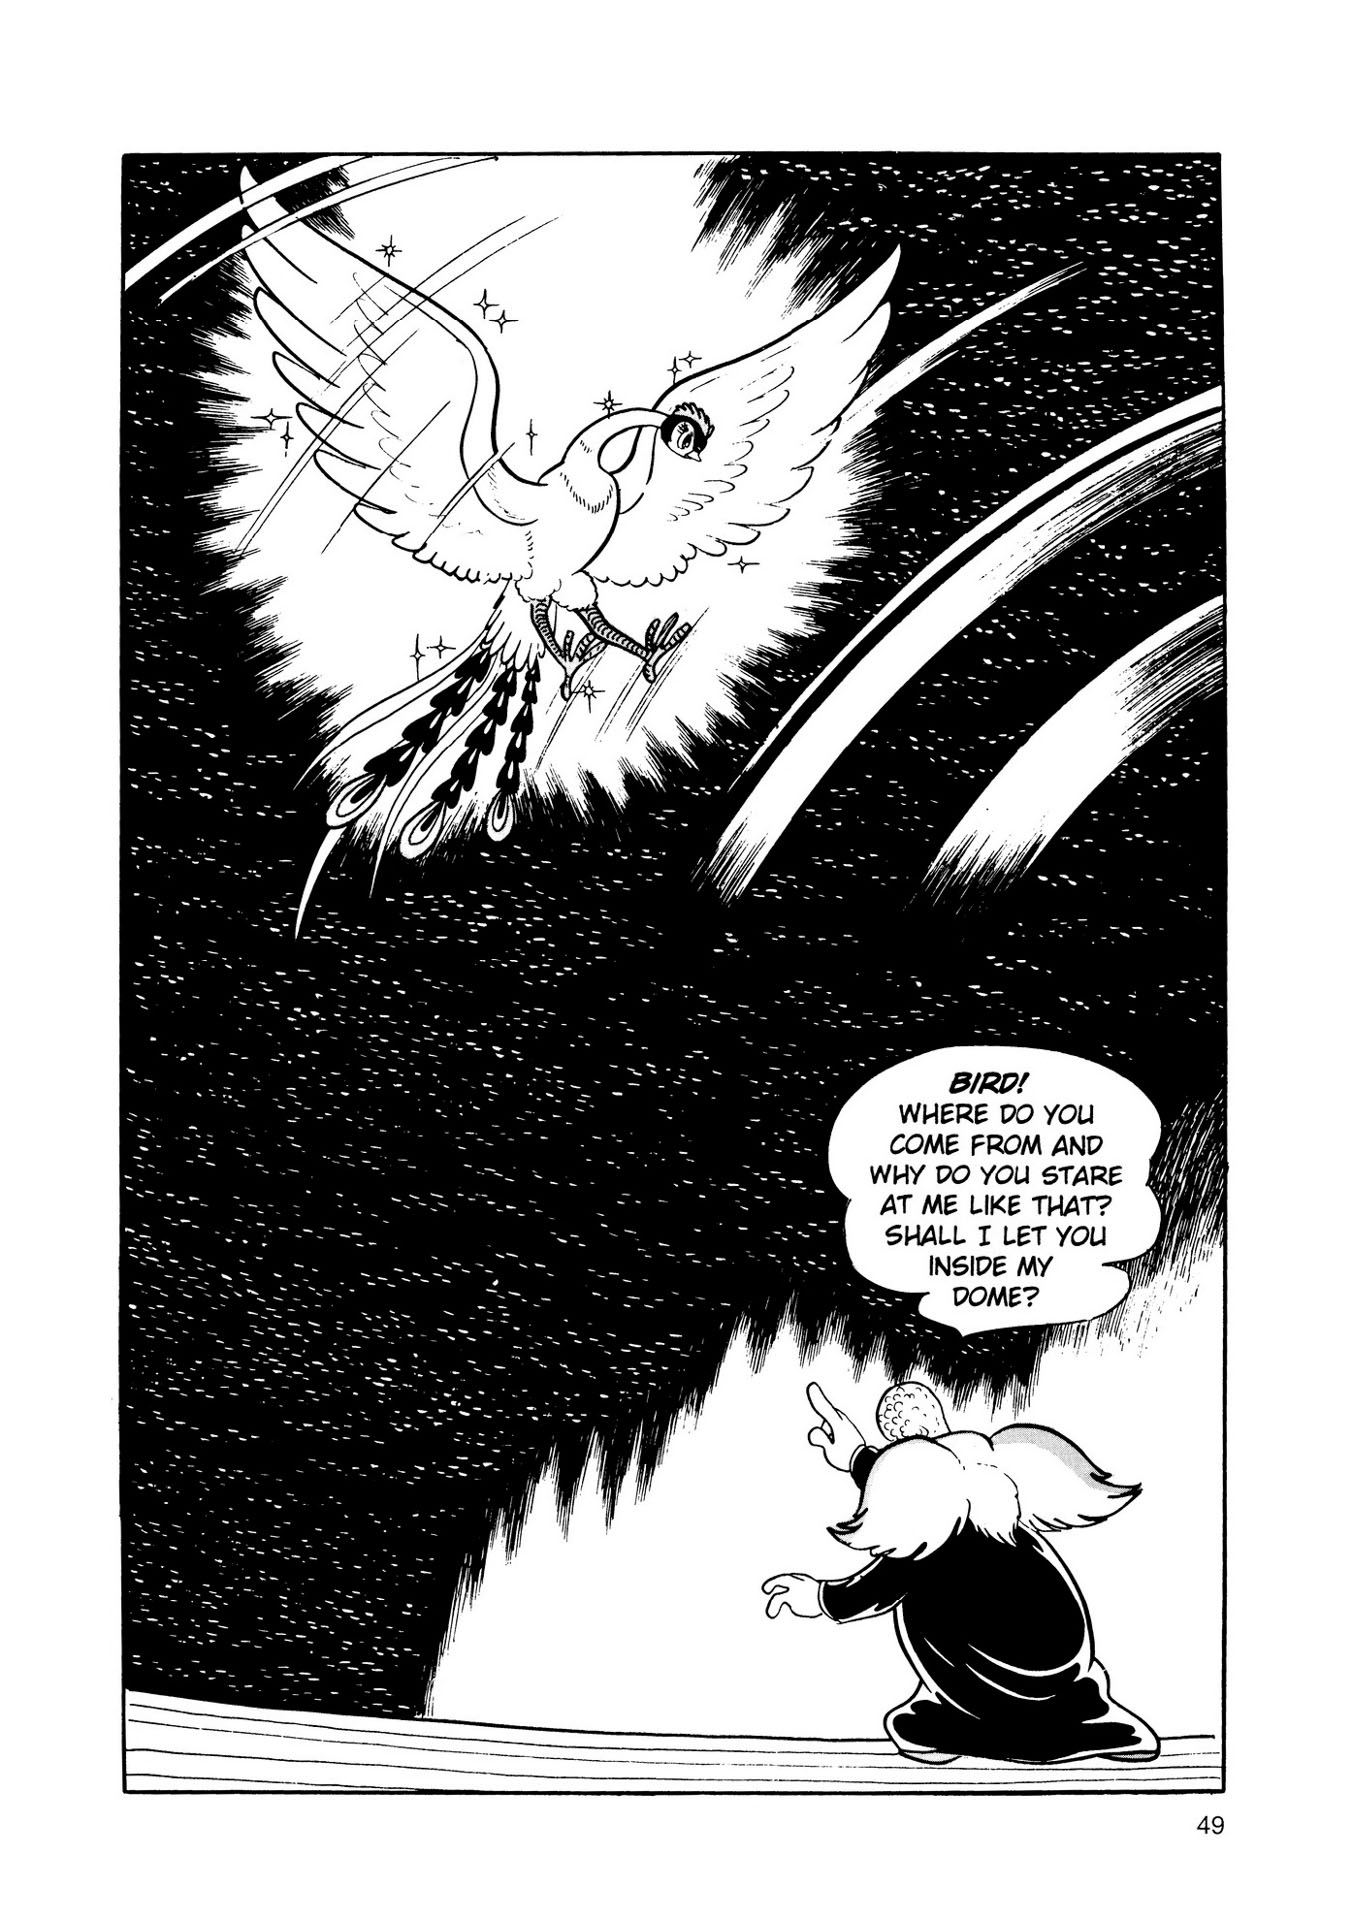 BIRD!
WHERE DO YOU
COME FROM AND
WHY DO YOU STARE
AT ME LIKE THAT?
SHALL I LET YOU
INSIDE MY
DOME?
49